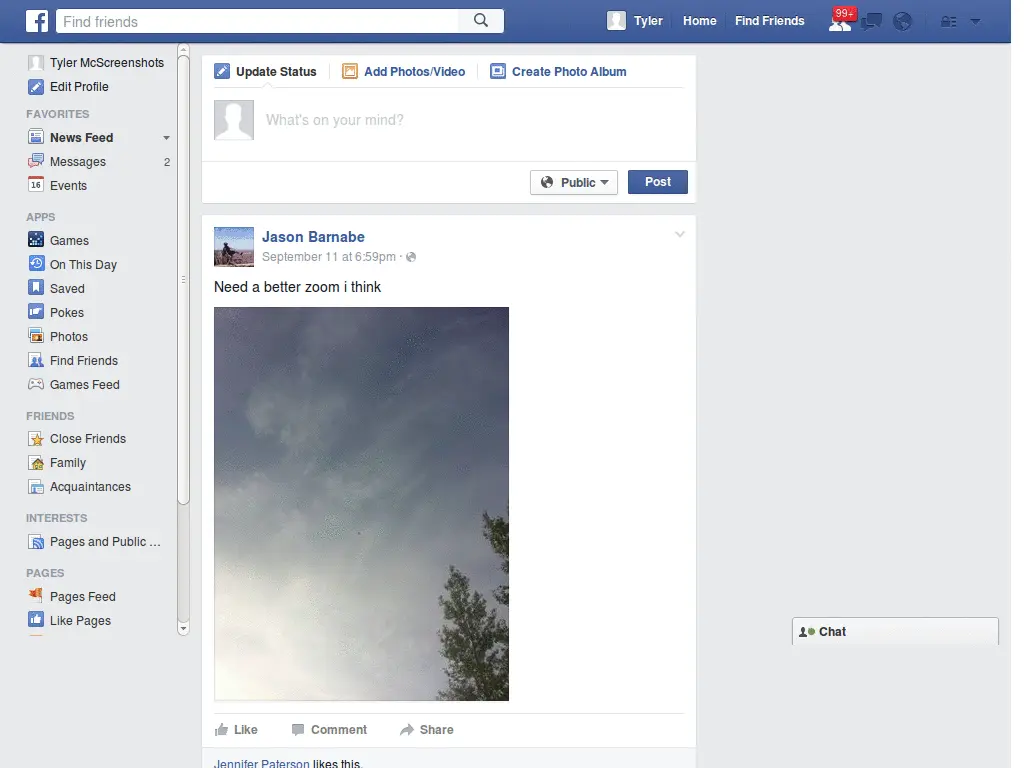 Find friends
Tyler
Home
Find Friends
99+
Tyler McScreenshots
Edit Profile
FAVORITES
News Feed
Messages 2
16 Events
APPS
Games
On This Day
Saved
Pokes
Photos
Find Friends
Games Feed
FRIENDS
Close Friends
Family
Acquaintances
INTERESTS
Pages and Public ...
PAGES
Pages Feed
Like Pages
Update Status
Add Photos/Video
Create Photo Album
What's on your mind?
Public
Post
Jason Barnabe
September 11 at 6:59pm ·
Need a better zoom i think
Like
Comment
Share
Jennifer Paterson likes this.
Chat